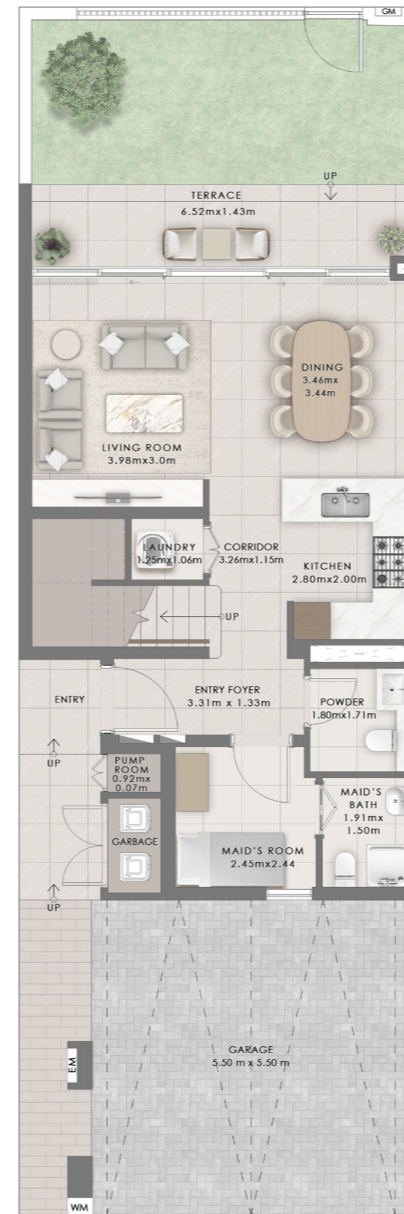 GM
UP
TERRACE
6.52mx1.43m
DINING
3.46mx
3.44m
LIVING ROOM
3.98mx3.0m
LAUNDRY
1.25mx1.06m
CORRIDOR
3.26mx1.15m
KITCHEN
2.80mx2.00m
UP
ENTRY
ENTRY FOYER
3.31m x 1.33m
POWDER
1.80mx1.71m
UP
PUMP
ROOM
0.92mx
0.07m
GARBAGE
MAID'S
BATH
1.91mx
1.50m
MAID'S ROOM
2.45mx2.44
UP
GARAGE
5.50 m x 5.50 m
EM
WM